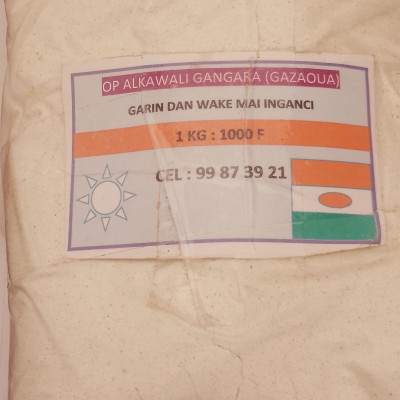 OP ALKAWALI GANGARA (GAZAOUA)
GARIN DAN WAKE MAI INGANCI
1 KG : 1000 F
CEL : 99 87 39 21